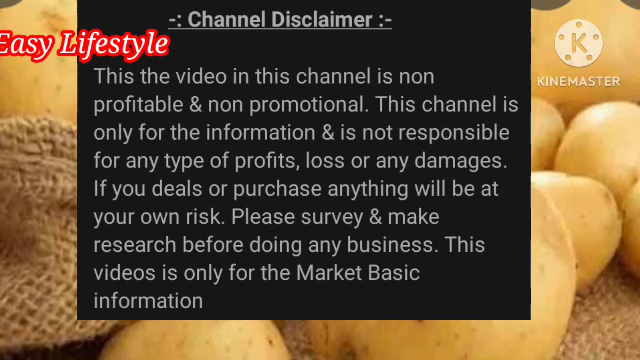 -: Channel Disclaimer :-
Easy Lifestyle
KINEMASTER
This the video in this channel is non
profitable & non promotional. This channel is
only for the information & is not responsible
for any type of profits, loss or any damages.
If you deals or purchase anything will be at
your own risk. Please survey & make
research before doing any business. This
videos is only for the Market Basic
information